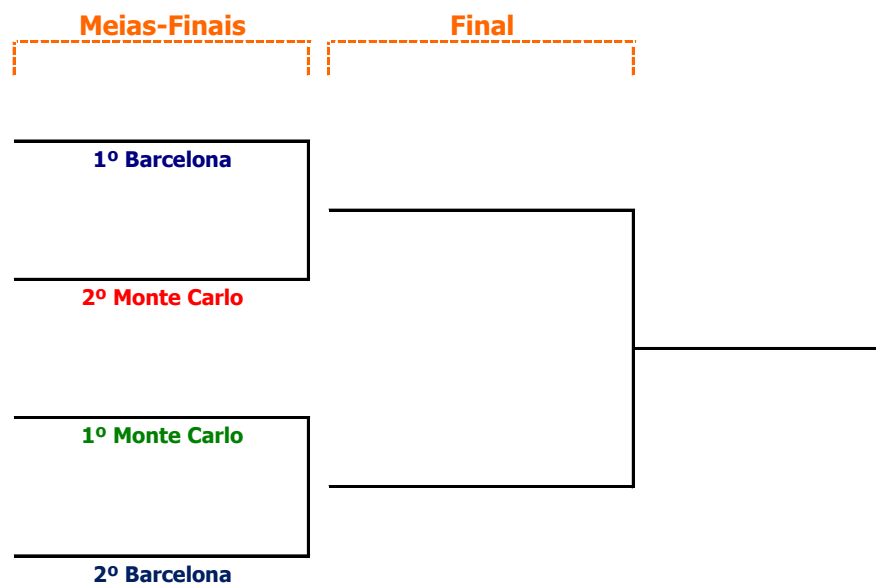 Meias-Finais
Final
1º Barcelona
2º Monte Carlo
1º Monte Carlo
2º Barcelona